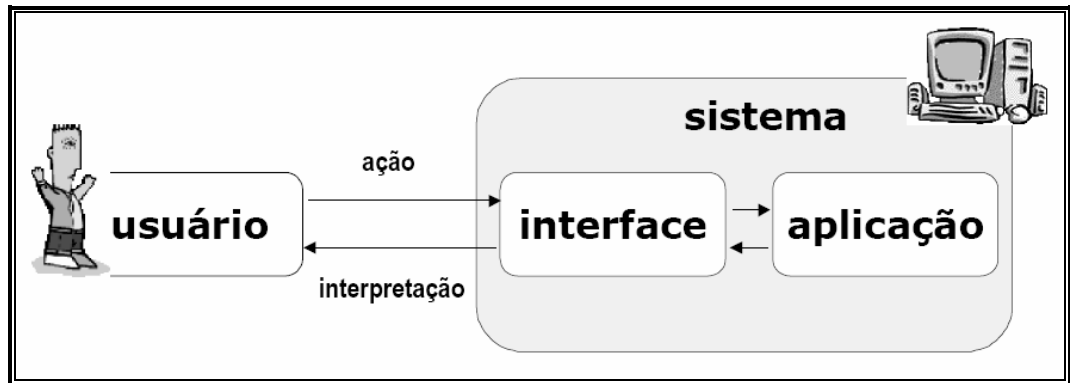 sistema
ação
usuário
interface
aplicação
interpretação